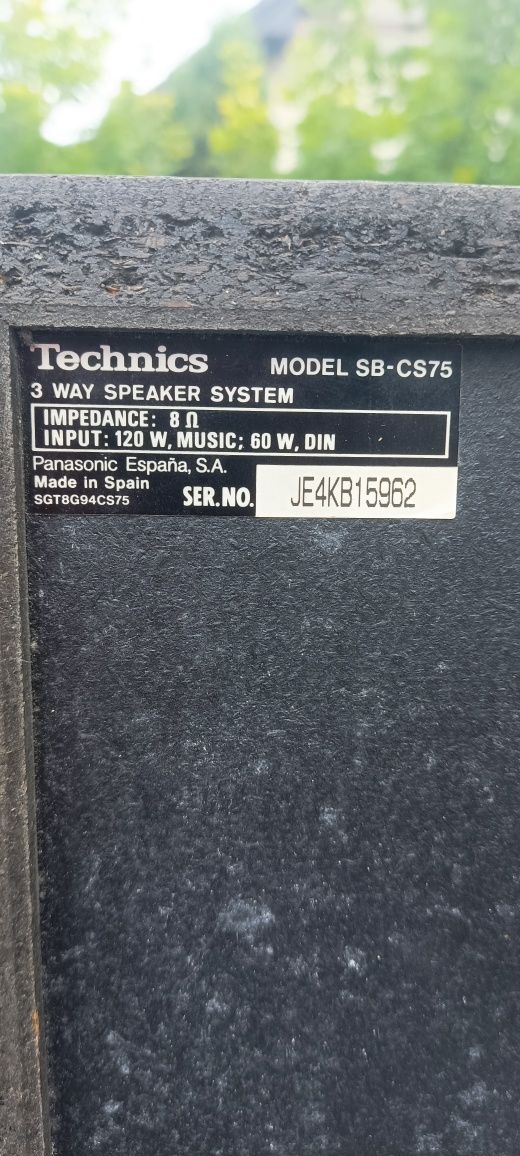 Technics MODEL SB-CS75
3 WAY SPEAKER SYSTEM
IMPEDANCE: 8 Ω
INPUT: 120 W, MUSIC; 60 W, DIN
Panasonic España, S.A.
Made in Spain
SGT8G94CS75 SER.NO. JE4KB15962